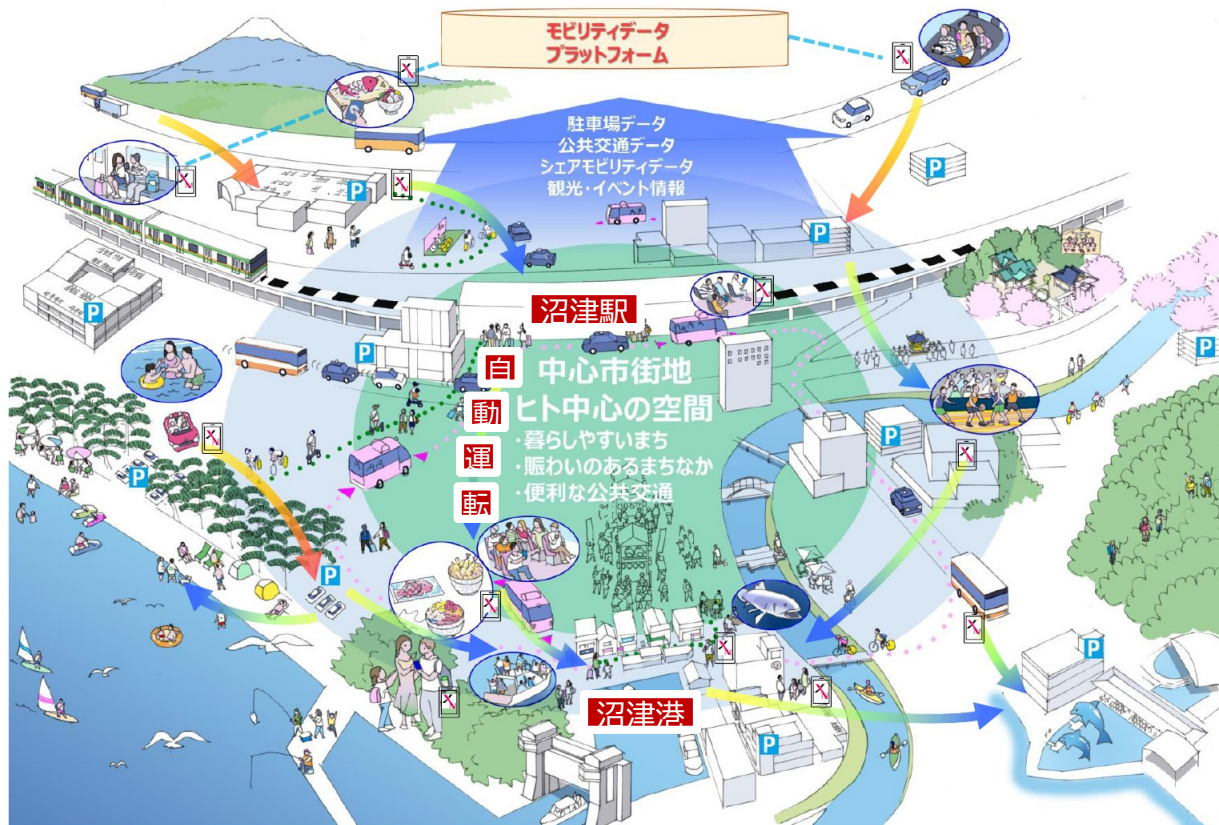 モビリティデータ
プラットフォーム
駐車場データ
公共交通データ
シェアモビリティデータ
観光・イベント情報
P
P
P
P
P
沼津駅
P
自動運転
中心市街地
ヒト中心の空間
・暮らしやすいまち
・賑わいのあるまちなか
・便利な公共交通
P
P
P
P
P
沼津港
P
P